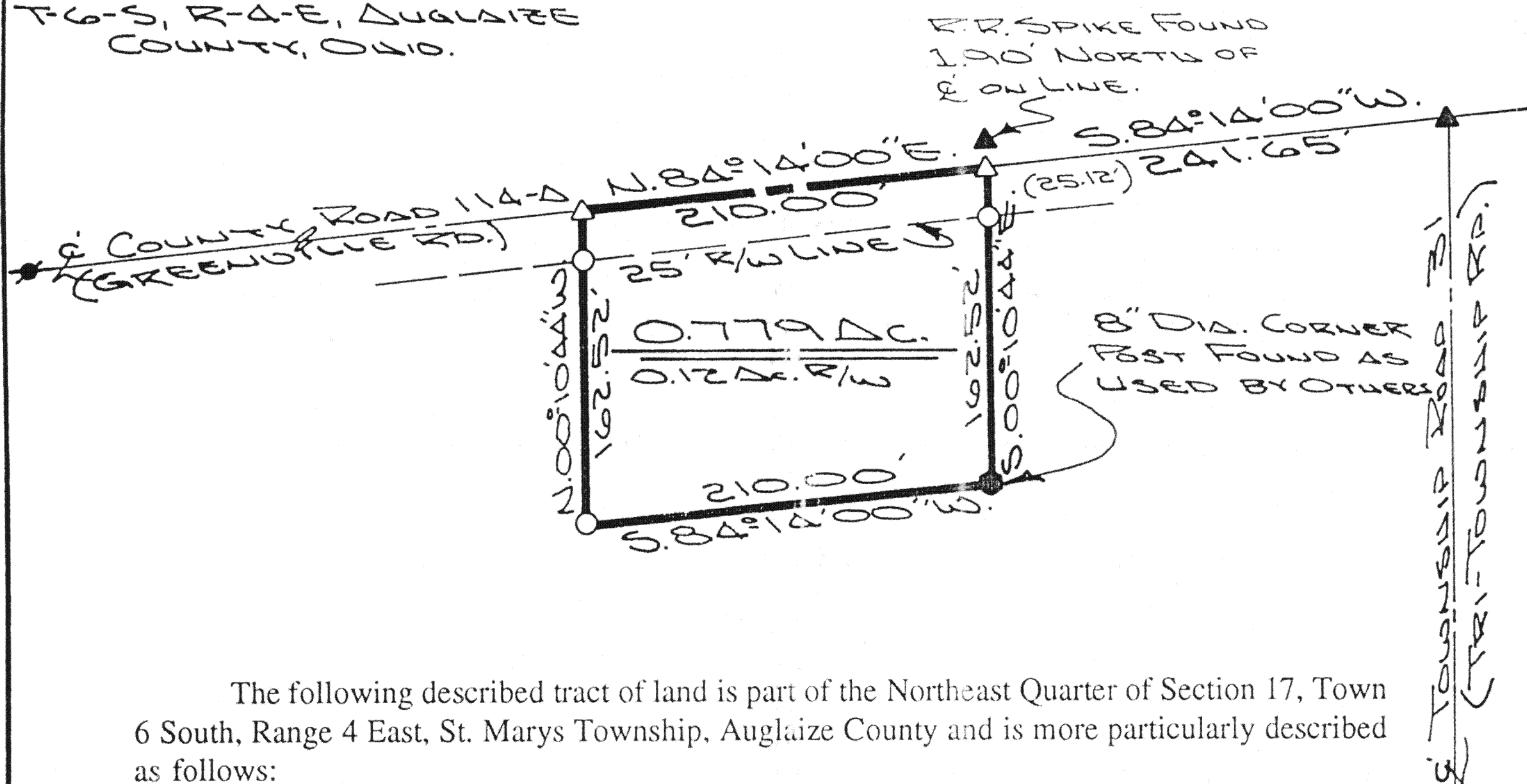 T-6-S, R-4-E, AUGLAIZE
COUNTY, OHIO.
R.R. SPIKE FOUND
1.90' NORTH OF
℄ ON LINE.
S.84°14'00"W.
241.65'
(25.12')
N.84°14'00"E.
210.00'
℄ COUNTY ROAD 114-A
(GREENVILLE RD.)
25' R/W LINE
N.00°10'44"W.
162.52'
0.779 AC.
0.12 AC. R/W
162.52'
S.00°10'44"E.
8" DIA. CORNER
POST FOUND AS
USED BY OTHERS
210.00'
S.84°14'00"W.
℄ TOWNSHIP ROAD 31
(TRI-TOWNSHIP RD.)
The following described tract of land is part of the Northeast Quarter of Section 17, Town
6 South, Range 4 East, St. Marys Township, Auglaize County and is more particularly described
as follows: